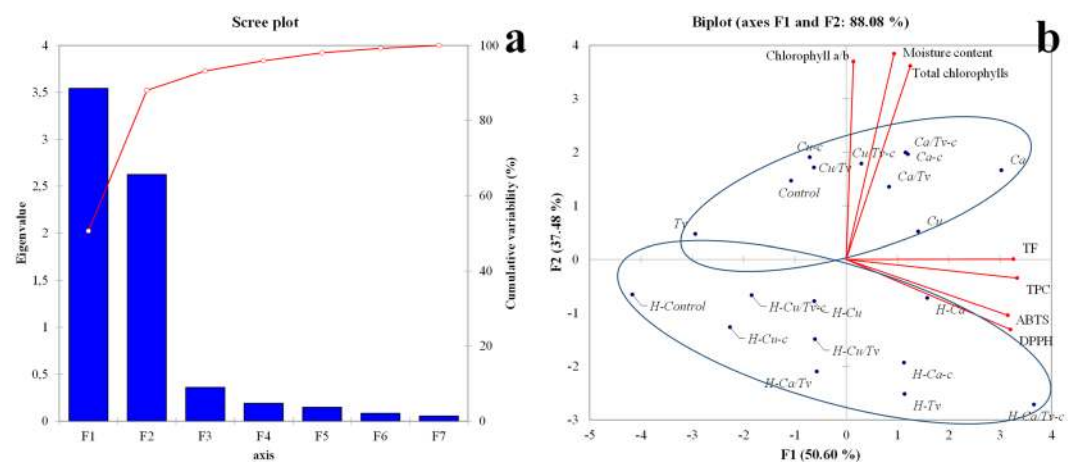 Scree plot
a
4
3,5
3
2,5
2
1,5
1
0,5
0
Eigenvalue
100
80
60
40
20
0
Cumulative variability (%)
F1 F2 F3 F4 F5 F6 F7
axis
Biplot (axes F1 and F2: 88.08 %)
b
4
3
2
1
0
-1
-2
-3
F2 (37.48 %)
Chlorophyll a/b
Moisture content
Total chlorophylls
Cu-c
Cu/Tv-c
Ca/Tv-c
Ca-c
Ca
Cu/Tv
Ca/Tv
Control
Tv
Cu
TF
TPC
H-Control
H-Cu/Tv-c
H-Cu
H-Ca
ABTS
H-Cu-c
DPPH
H-Cu/Tv
H-Ca/Tv
H-Ca-c
H-Tv
H-Ca/Tv-c
-5 -4 -3 -2 -1 0 1 2 3 4
F1 (50.60 %)